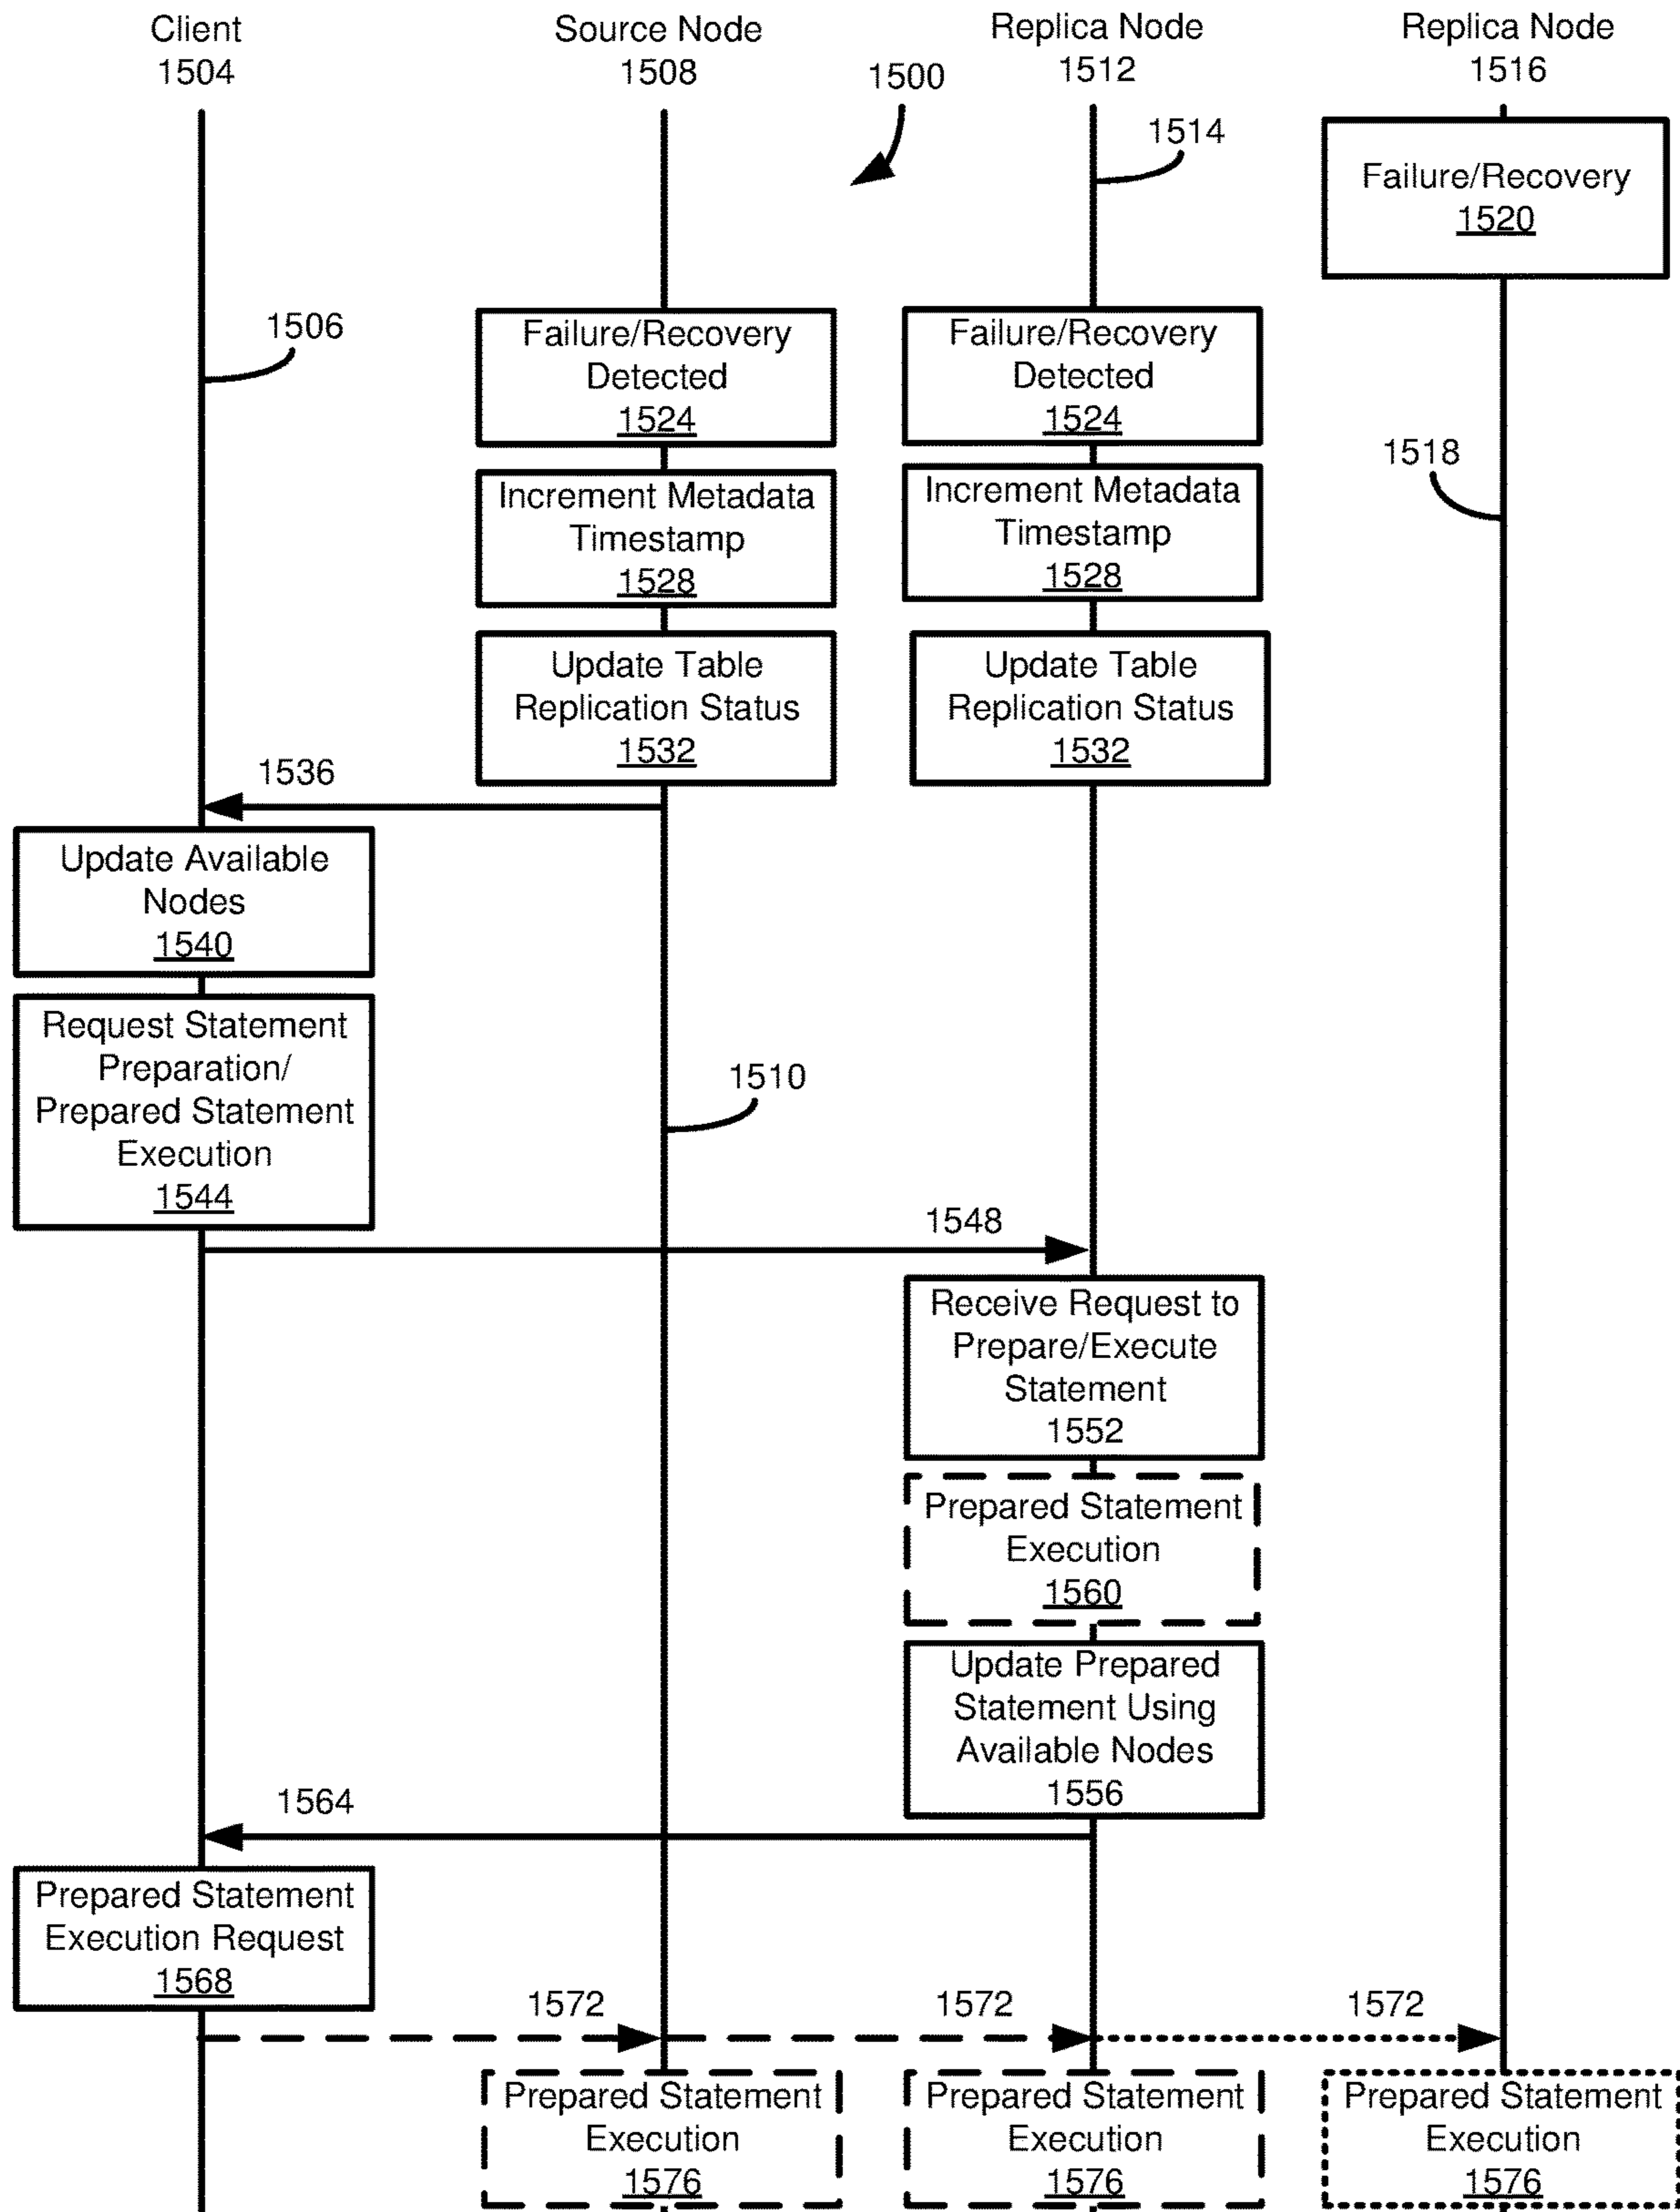 Client
1504
Source Node
1508
Replica Node
1512
Replica Node
1516
1500
1514
Failure/Recovery
1520
1506
Failure/Recovery
Detected
1524
Failure/Recovery
Detected
1524
1518
Increment Metadata
Timestamp
1528
Increment Metadata
Timestamp
1528
Update Table
Replication Status
1532
Update Table
Replication Status
1532
1536
Update Available
Nodes
1540
Request Statement
Preparation/
Prepared Statement
Execution
1544
1510
1548
Receive Request to
Prepare/Execute
Statement
1552
Prepared Statement
Execution
1560
Update Prepared
Statement Using
Available Nodes
1556
1564
Prepared Statement
Execution Request
1568
1572
1572
1572
Prepared Statement
Execution
1576
Prepared Statement
Execution
1576
Prepared Statement
Execution
1576